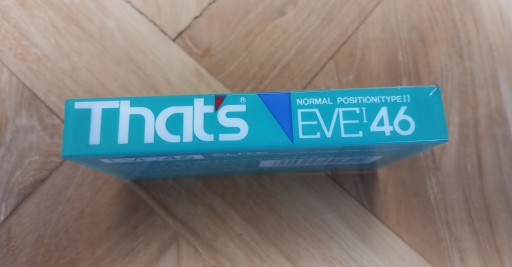 That's®
NORMAL POSITION(TYPE I)
EVE I 46